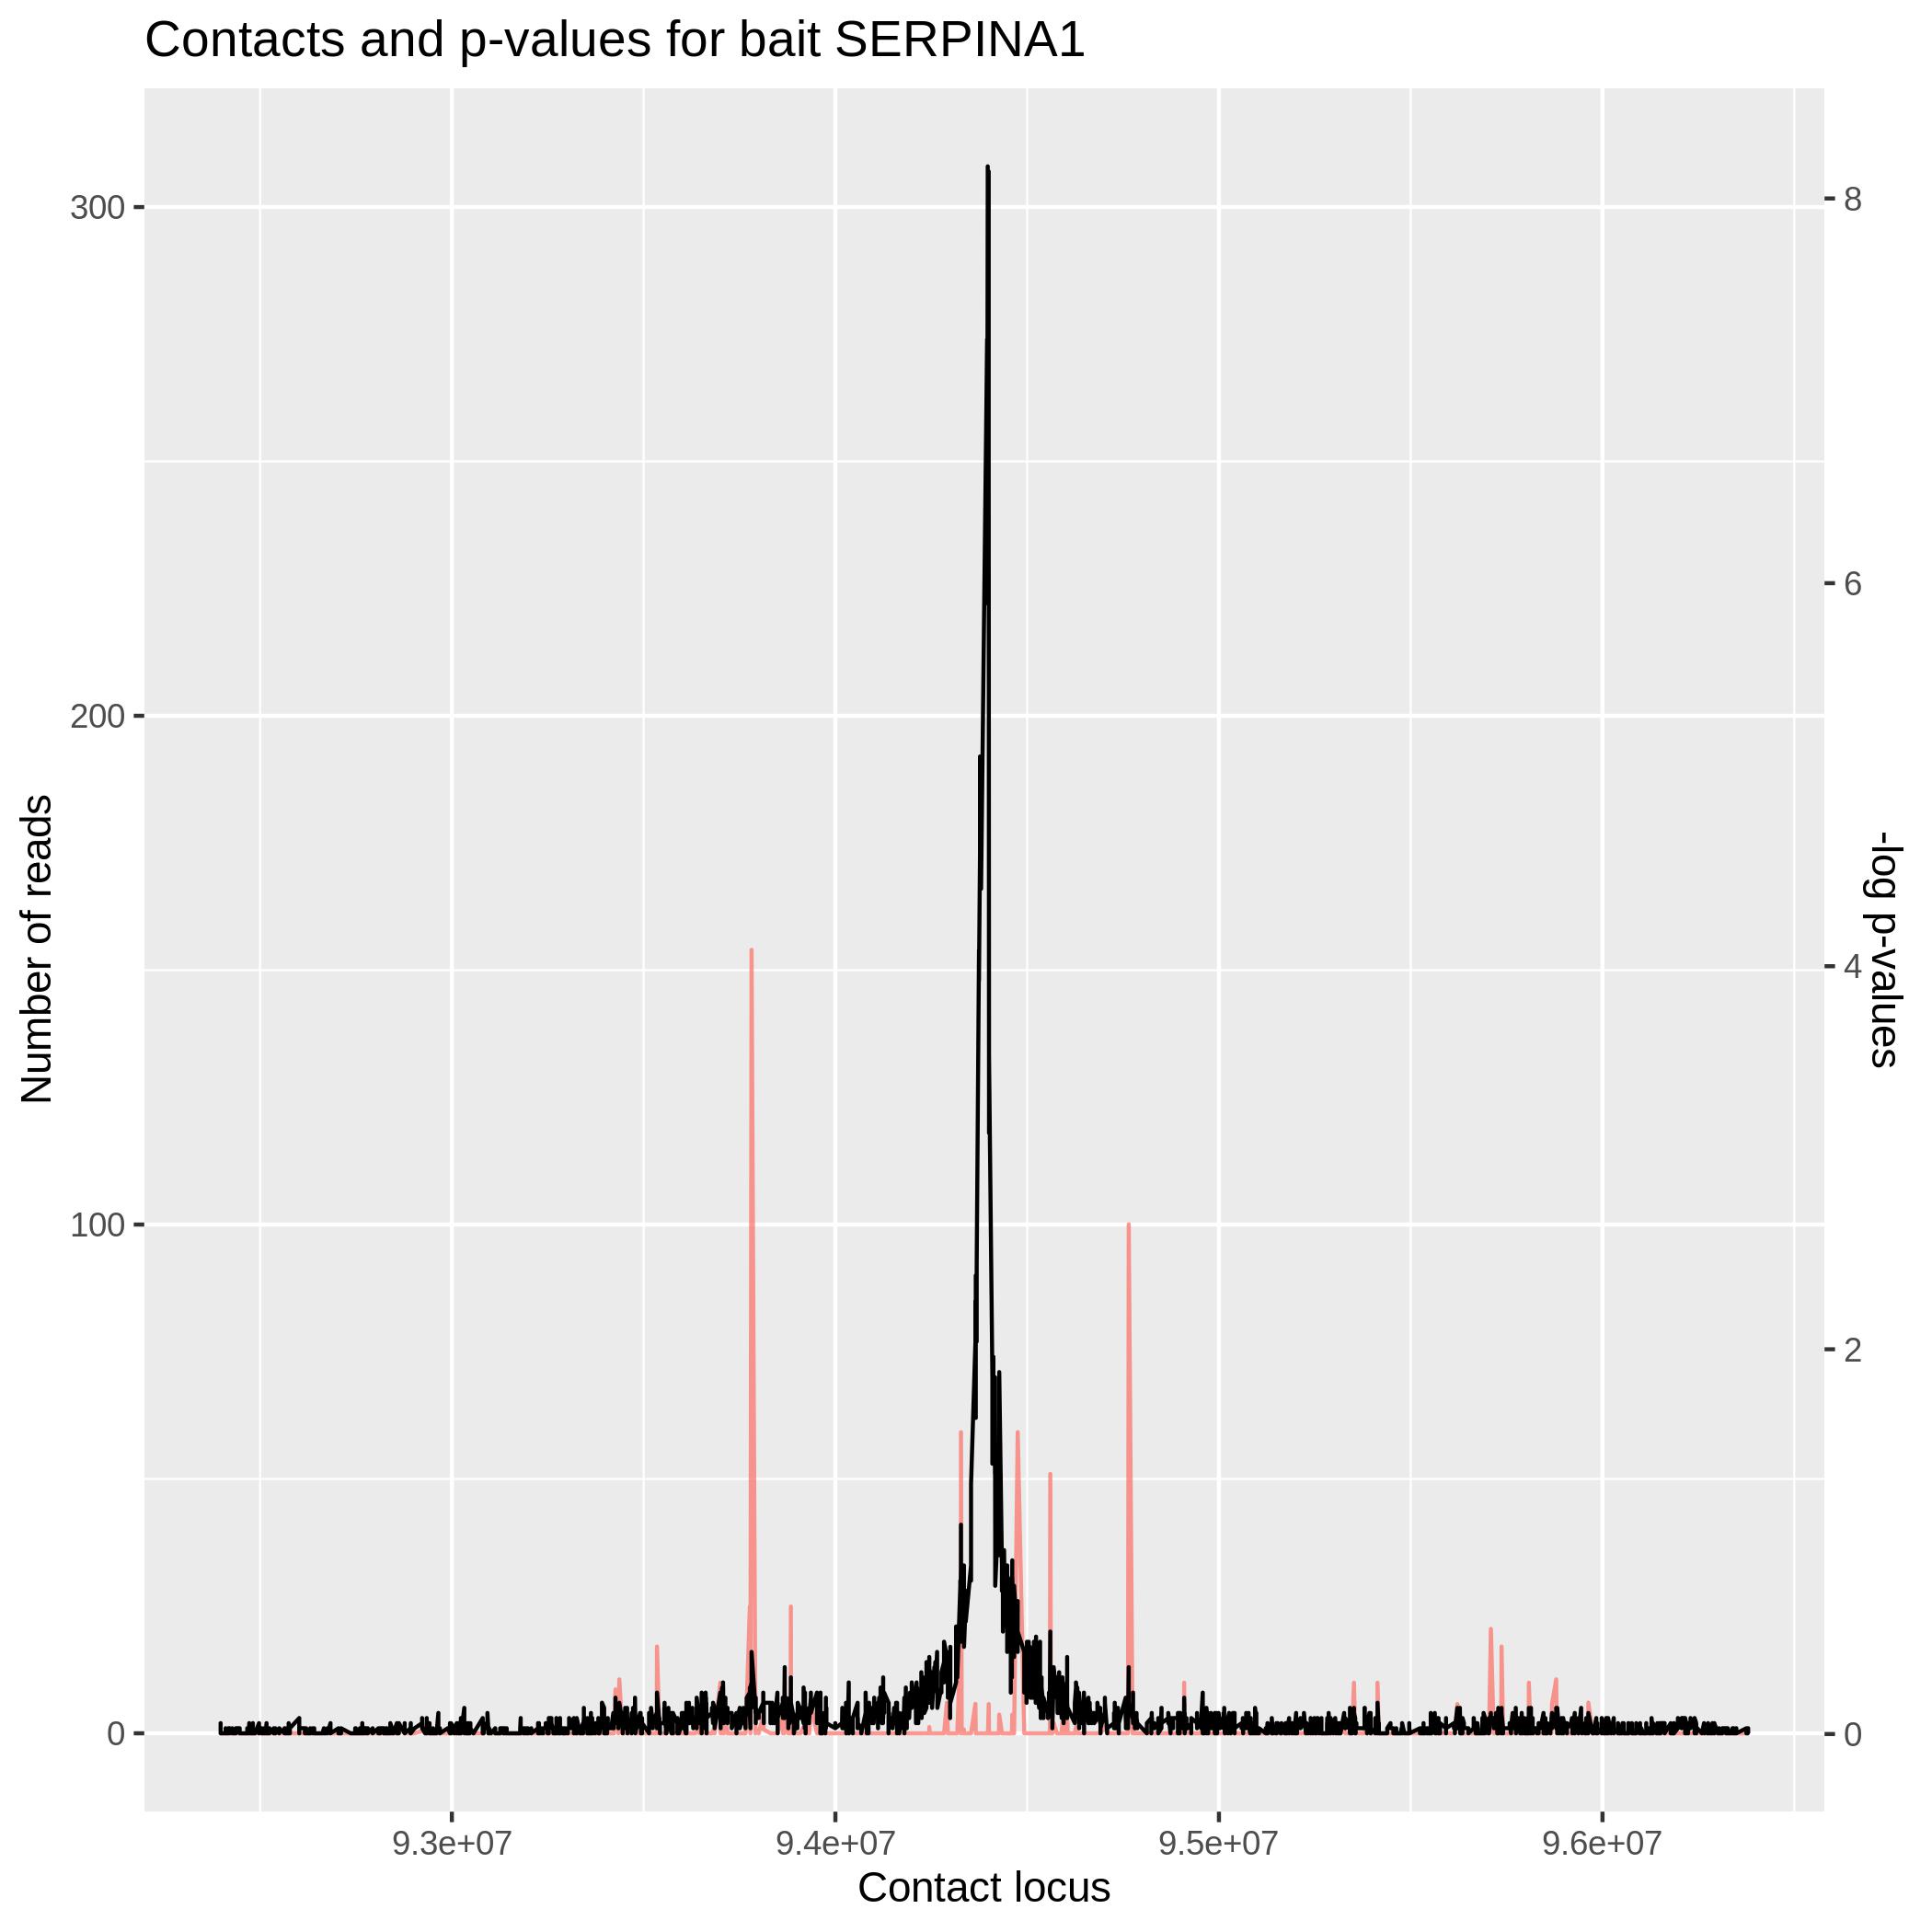 Contacts and p-values for bait SERPINA1
300
200
100
0
Number of reads
8
6
4
2
0
-log p-values
9.3e+07
9.4e+07
9.5e+07
9.6e+07
Contact locus